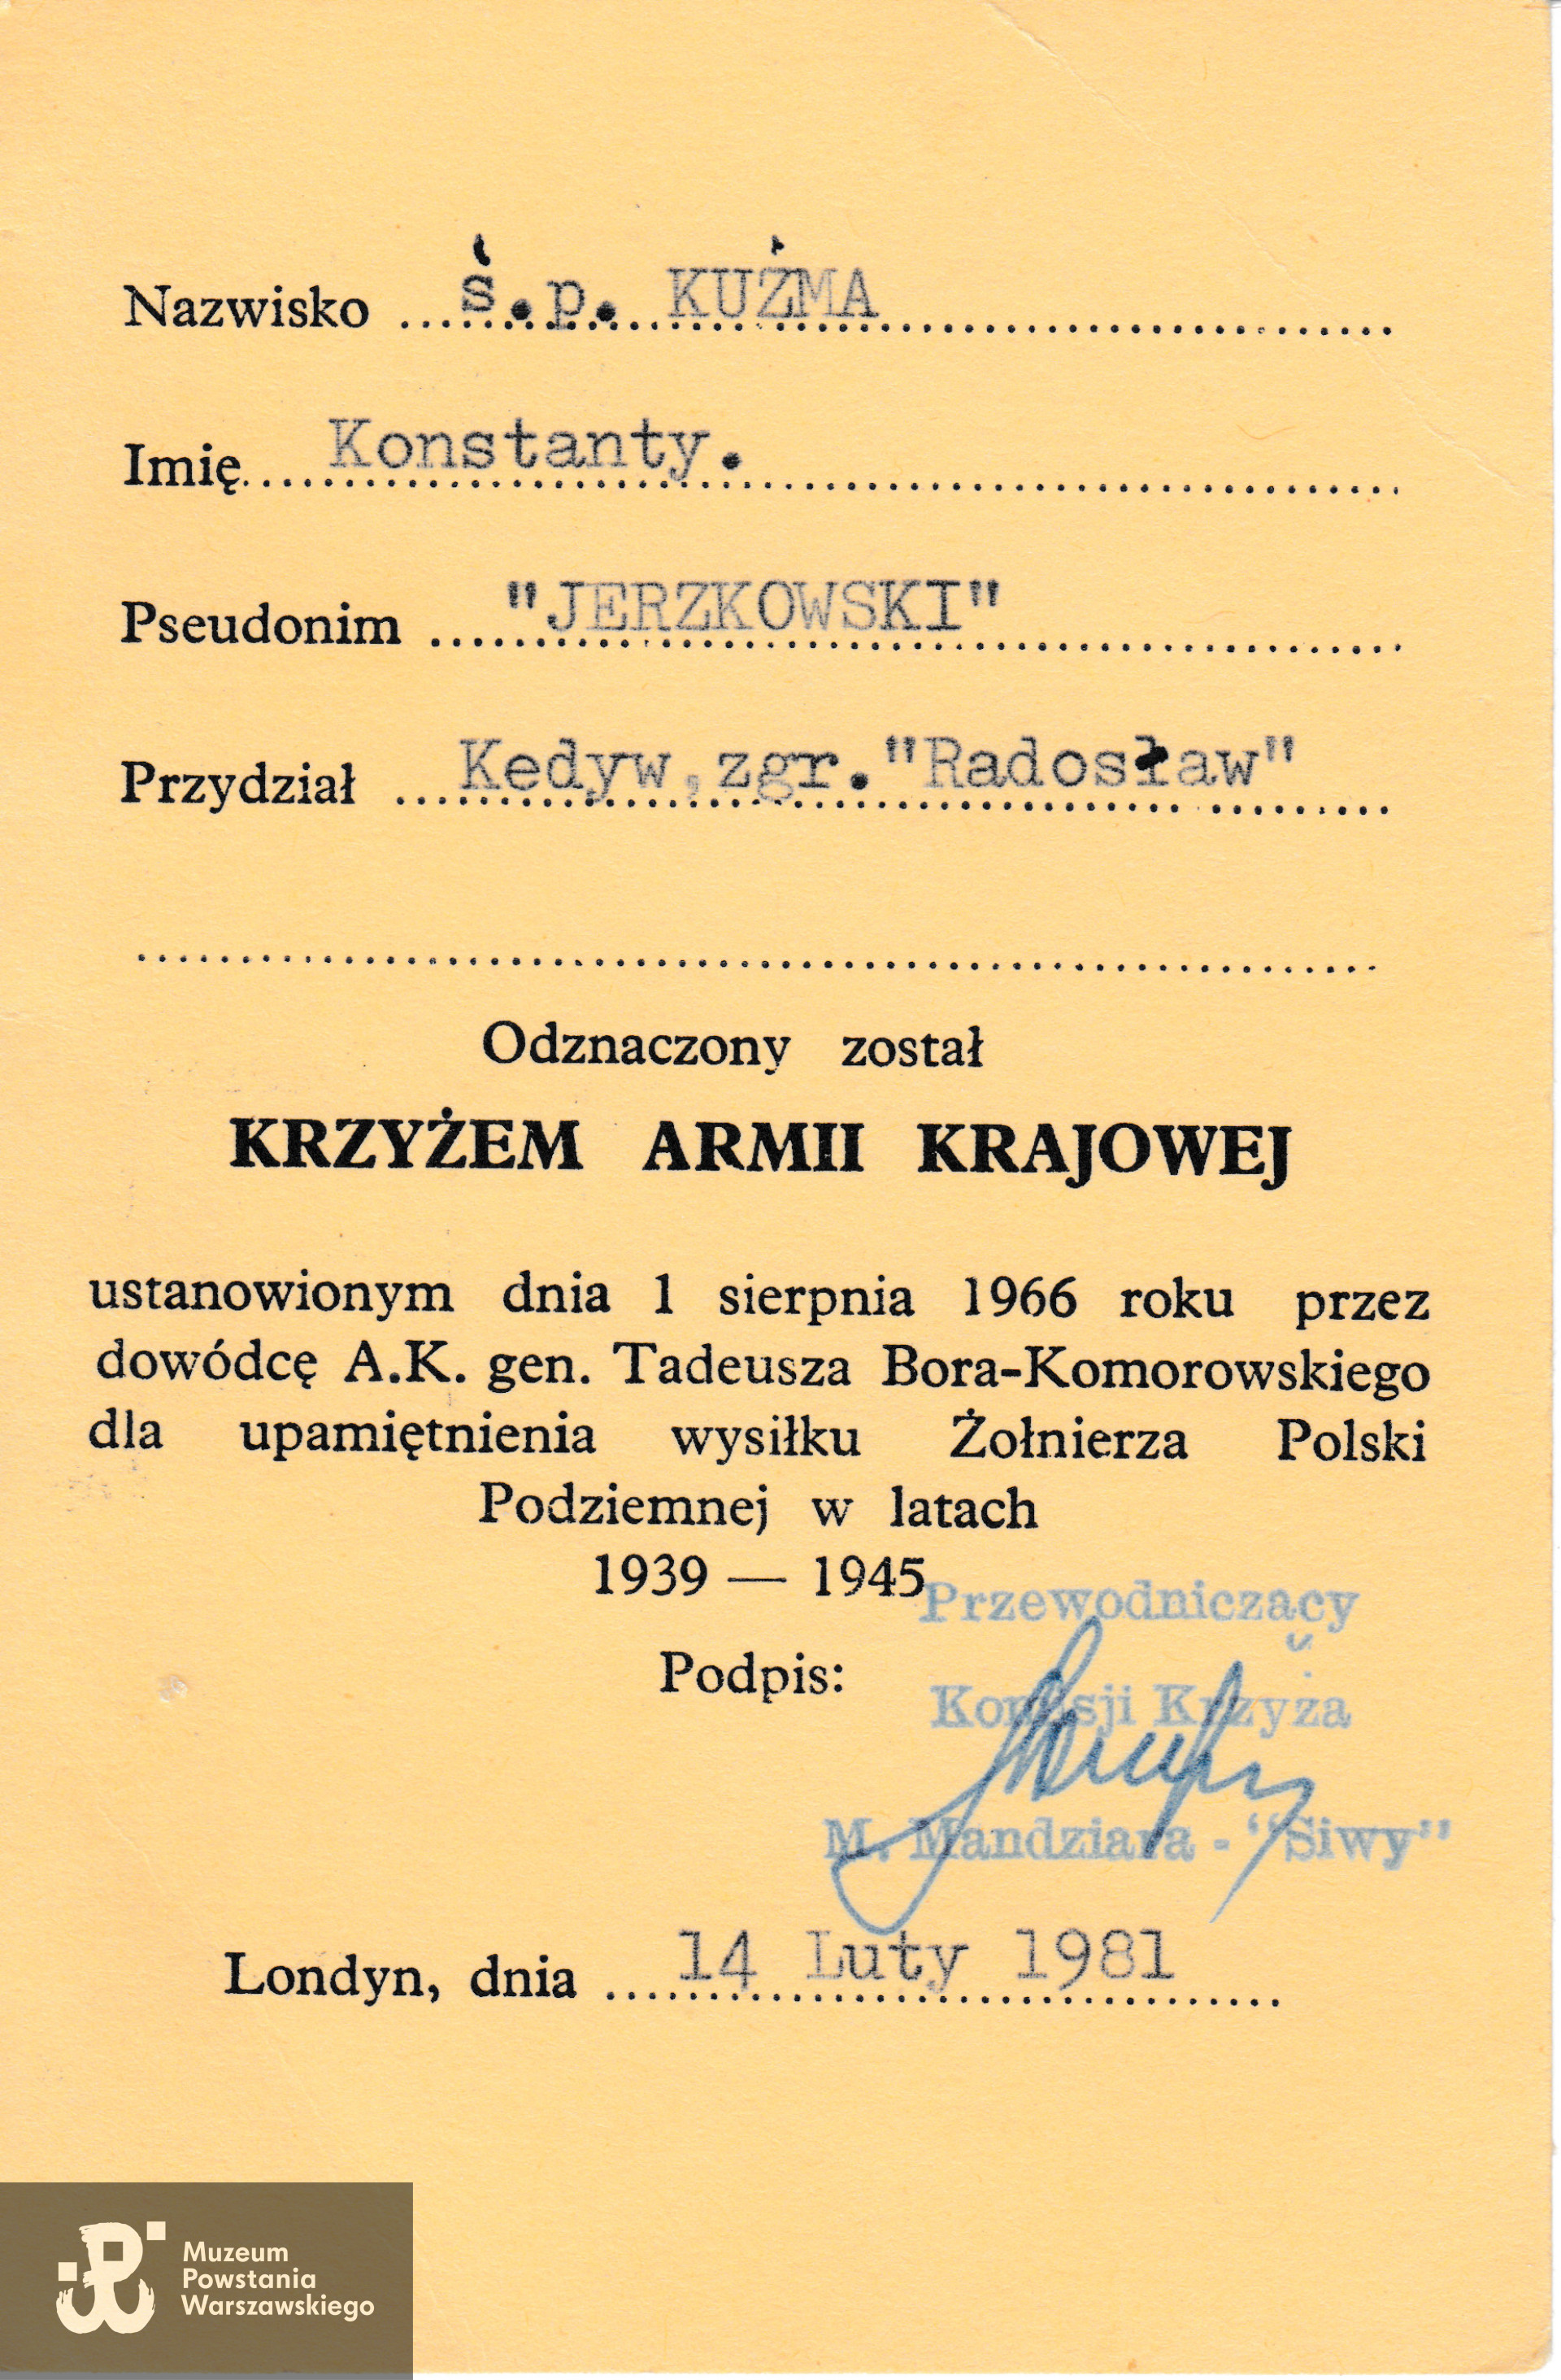 Nazwisko ś.p. KUŹMA
Imię Konstanty.
Pseudonim "JERZKOWSKI"
Przydział Kedyw, zgr."Radosław"
Odznaczony został
KRZYŻEM ARMII KRAJOWEJ
ustanowionym dnia 1 sierpnia 1966 roku przez
dowódcę A.K. gen. Tadeusza Bora-Komorowskiego
dla upamiętnienia wysiłku Żołnierza Polski
Podziemnej w latach
1939 — 1945
Przewodniczący
Podpis:
Komisji Krzyża
M. Mandziara - "Siwy"
Londyn, dnia 14 Luty 1981
Muzeum
Powstania
Warszawskiego